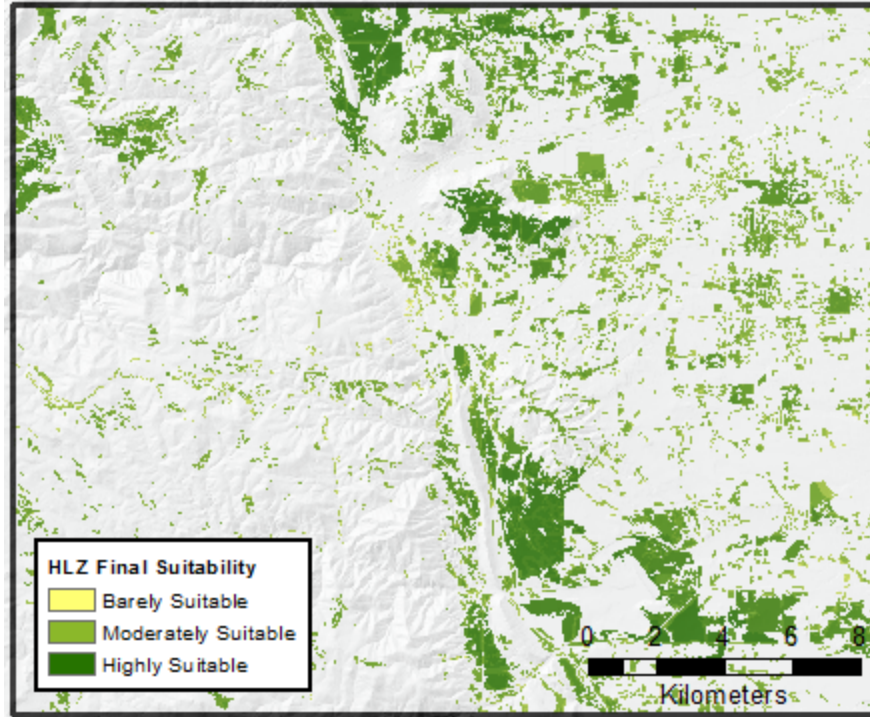 HLZ Final Suitability
Barely Suitable
Moderately Suitable
Highly Suitable
0 2 4 6 8
Kilometers